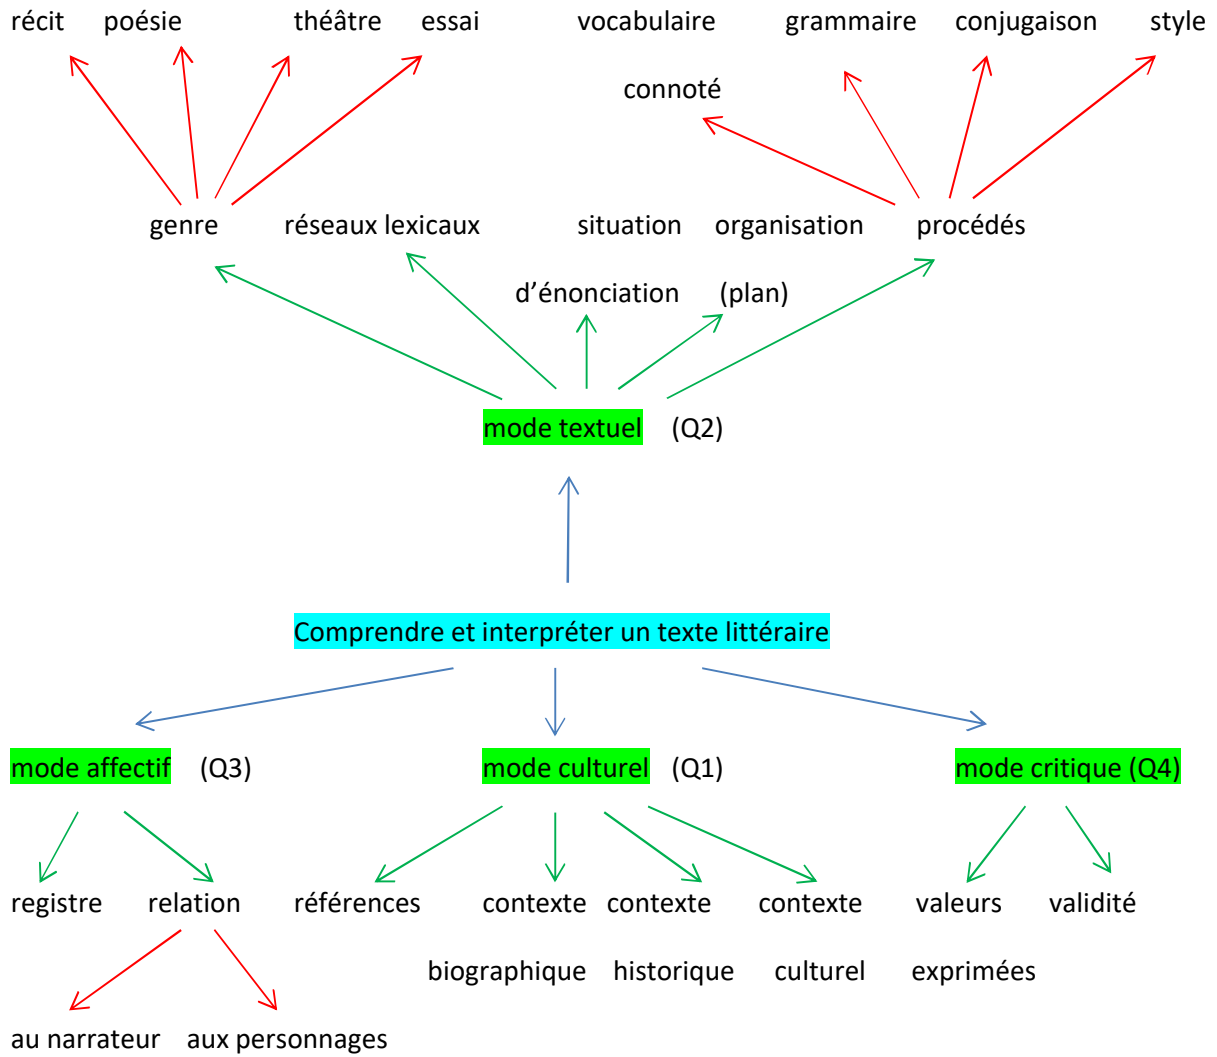 récit poésie théâtre essai vocabulaire grammaire conjugaison style
connoté
genre réseaux lexicaux situation organisation procédés
d’énonciation (plan)
mode textuel (Q2)
Comprendre et interpréter un texte littéraire
mode affectif (Q3) mode culturel (Q1) mode critique (Q4)
registre relation références contexte contexte contexte valeurs validité
biographique historique culturel exprimées
au narrateur aux personnages